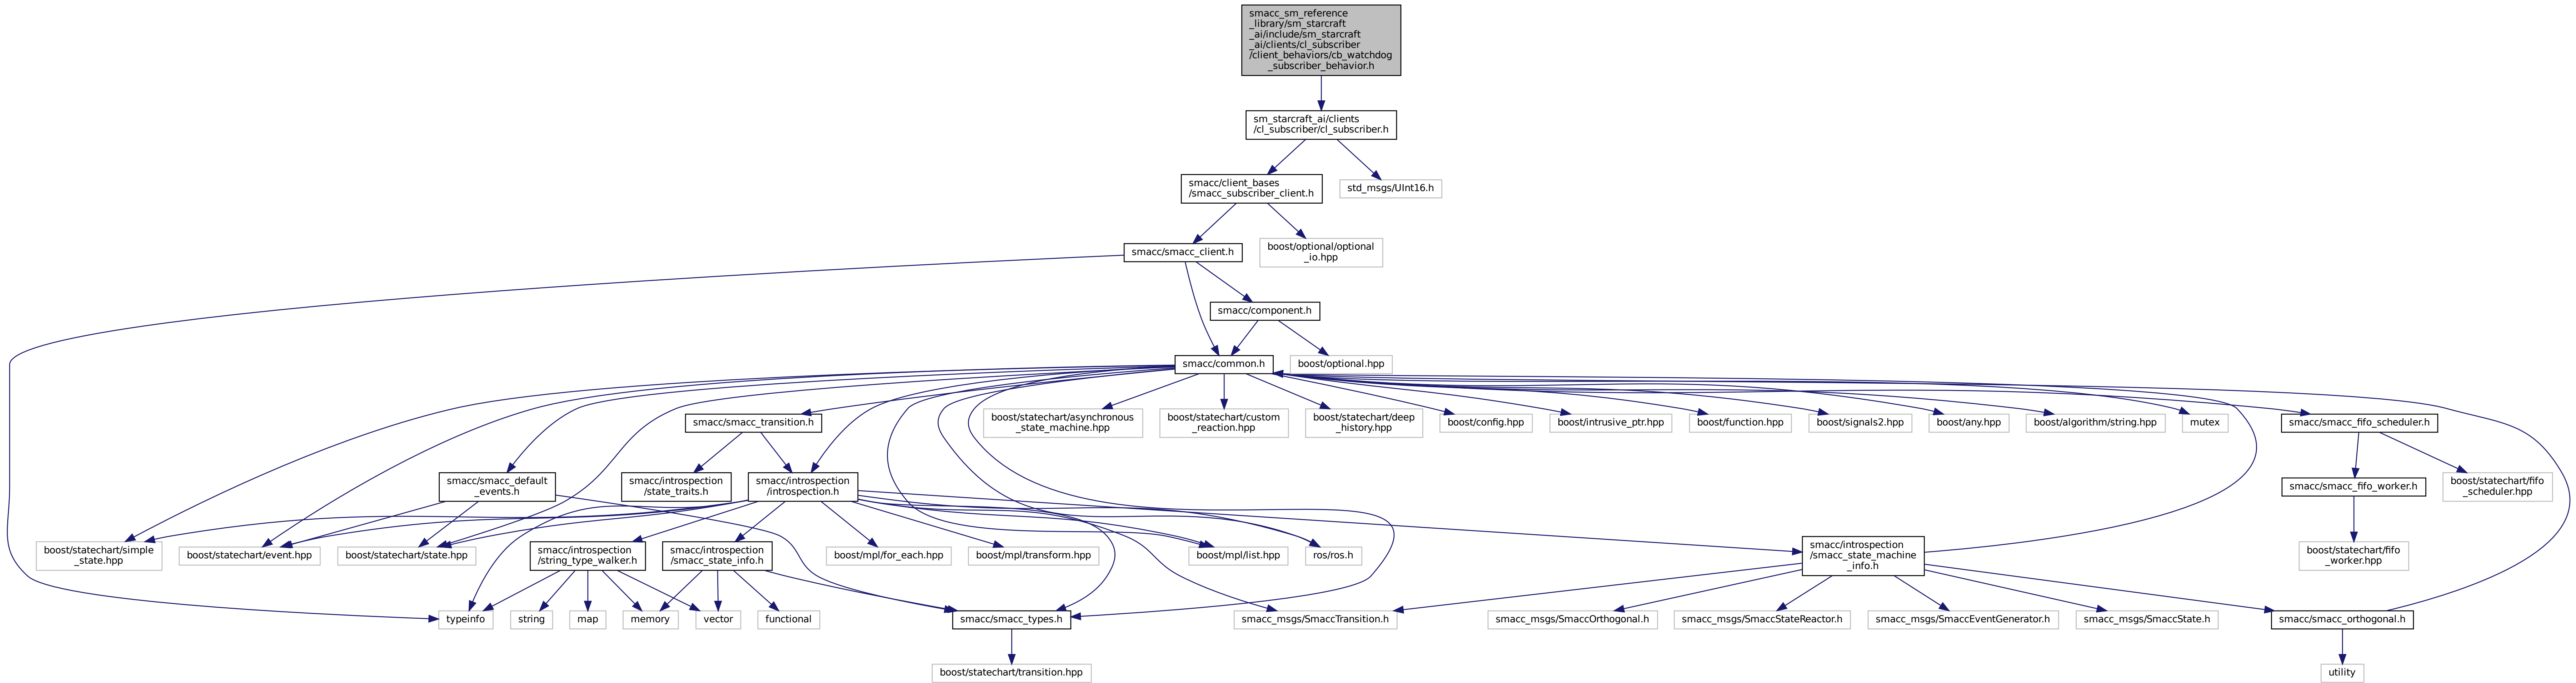 smacc_sm_reference
_library/sm_starcraft
_ai/include/sm_starcraft
_ai/clients/cl_subscriber
/client_behaviors/cb_watchdog
_subscriber_behavior.h
sm_starcraft_ai/clients
/cl_subscriber/cl_subscriber.h
smacc/client_bases
/smacc_subscriber_client.h
std_msgs/UInt16.h
smacc/smacc_client.h
boost/optional/optional
_io.hpp
smacc/component.h
smacc/common.h
boost/optional.hpp
smacc/smacc_transition.h
boost/statechart/asynchronous
_state_machine.hpp
boost/statechart/custom
_reaction.hpp
boost/statechart/deep
_history.hpp
boost/config.hpp
boost/intrusive_ptr.hpp
boost/function.hpp
boost/signals2.hpp
boost/any.hpp
boost/algorithm/string.hpp
mutex
smacc/smacc_fifo_scheduler.h
smacc/smacc_default
_events.h
smacc/introspection
/state_traits.h
smacc/introspection
/introspection.h
smacc/smacc_fifo_worker.h
boost/statechart/fifo
_scheduler.hpp
boost/statechart/simple
_state.hpp
boost/statechart/event.hpp
boost/statechart/state.hpp
smacc/introspection
/string_type_walker.h
smacc/introspection
/smacc_state_info.h
boost/mpl/for_each.hpp
boost/mpl/transform.hpp
boost/mpl/list.hpp
ros/ros.h
smacc/introspection
/smacc_state_machine
_info.h
boost/statechart/fifo
_worker.hpp
typeinfo
string
map
memory
vector
functional
smacc/smacc_types.h
smacc_msgs/SmaccTransition.h
smacc_msgs/SmaccOrthogonal.h
smacc_msgs/SmaccStateReactor.h
smacc_msgs/SmaccEventGenerator.h
smacc_msgs/SmaccState.h
smacc/smacc_orthogonal.h
boost/statechart/transition.hpp
utility